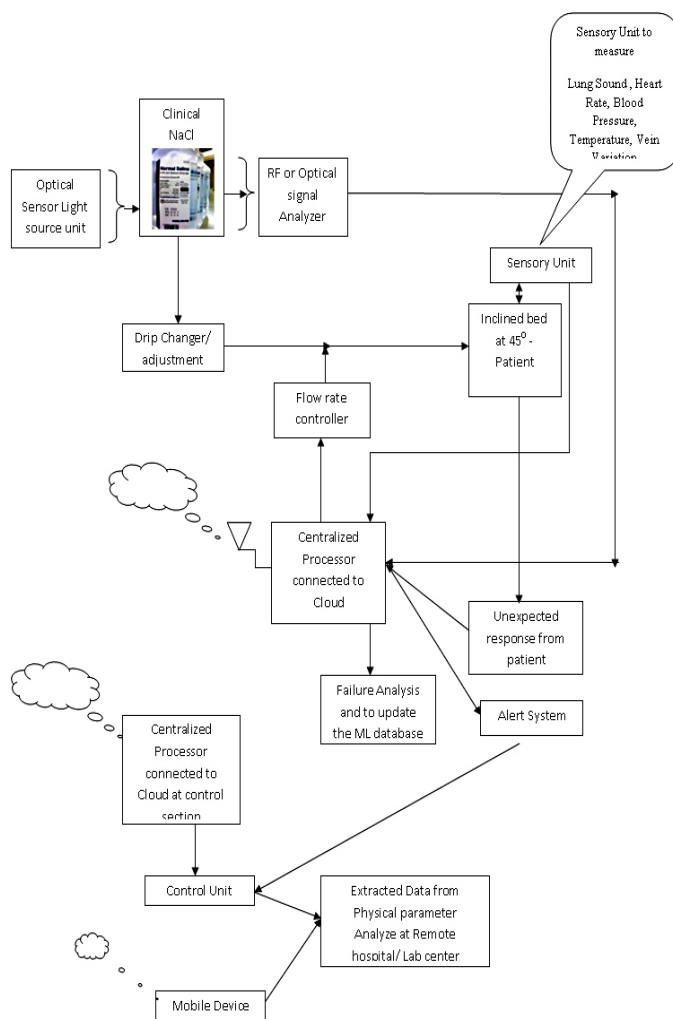 Sensory Unit to
measure
Lung Sound , Heart
Rate, Blood
Pressure,
Temperature, Vein
Variation
Clinical
NaCl
Normal Saline
Optical
Sensor Light
source unit
RF or Optical
signal
Analyzer
Sensory Unit
Drip Changer/
adjustment
Inclined bed
at 45o -
Patient
Flow rate
controller
Centralized
Processor
connected to
Cloud
Unexpected
response from
patient
Failure Analysis
and to update
the ML database
Alert System
Centralized
Processor
connected to
Cloud at control
section
Control Unit
Extracted Data from
Physical parameter
Analyze at Remote
hospital/ Lab center
Mobile Device